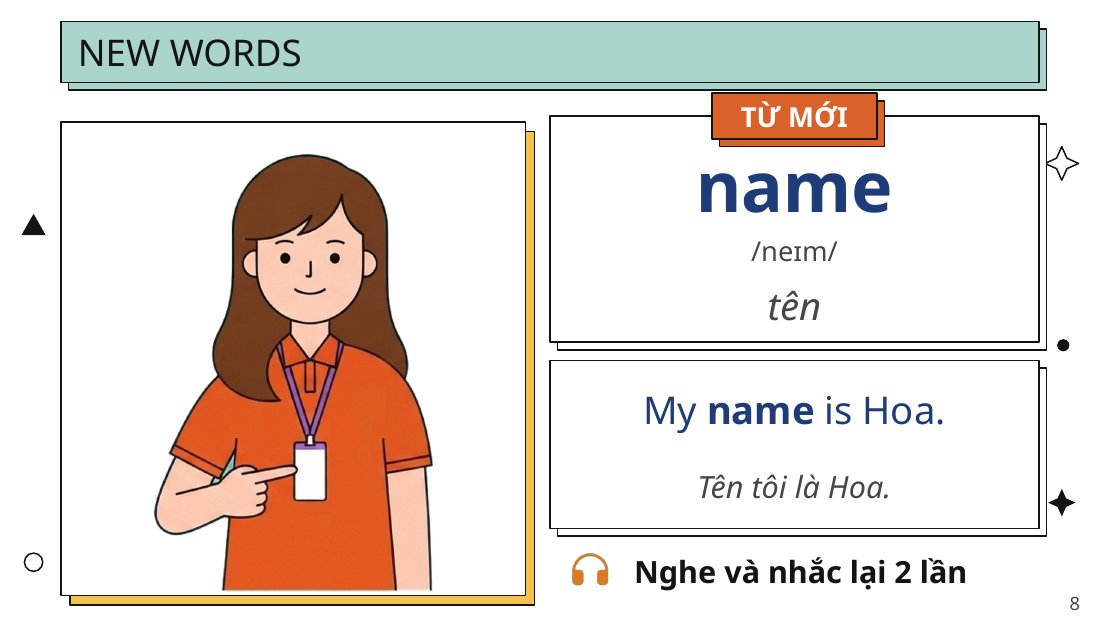 NEW WORDS
TỪ MỚI
name
/neɪm/
tên
My name is Hoa.
Tên tôi là Hoa.
Nghe và nhắc lại 2 lần
8